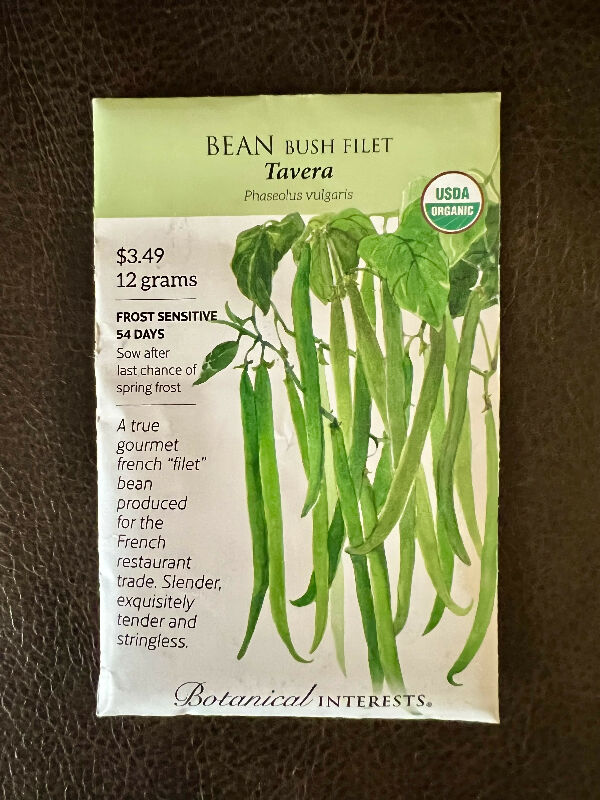 BEAN BUSH FILET
Tavera
Phaseolus vulgaris
USDA
ORGANIC
$3.49
12 grams
FROST SENSITIVE
54 DAYS
Sow after
last chance of
spring frost
A true
gourmet
french “filet”
bean
produced
for the
French
restaurant
trade. Slender,
exquisitely
tender and
stringless.
Botanical INTERESTS®